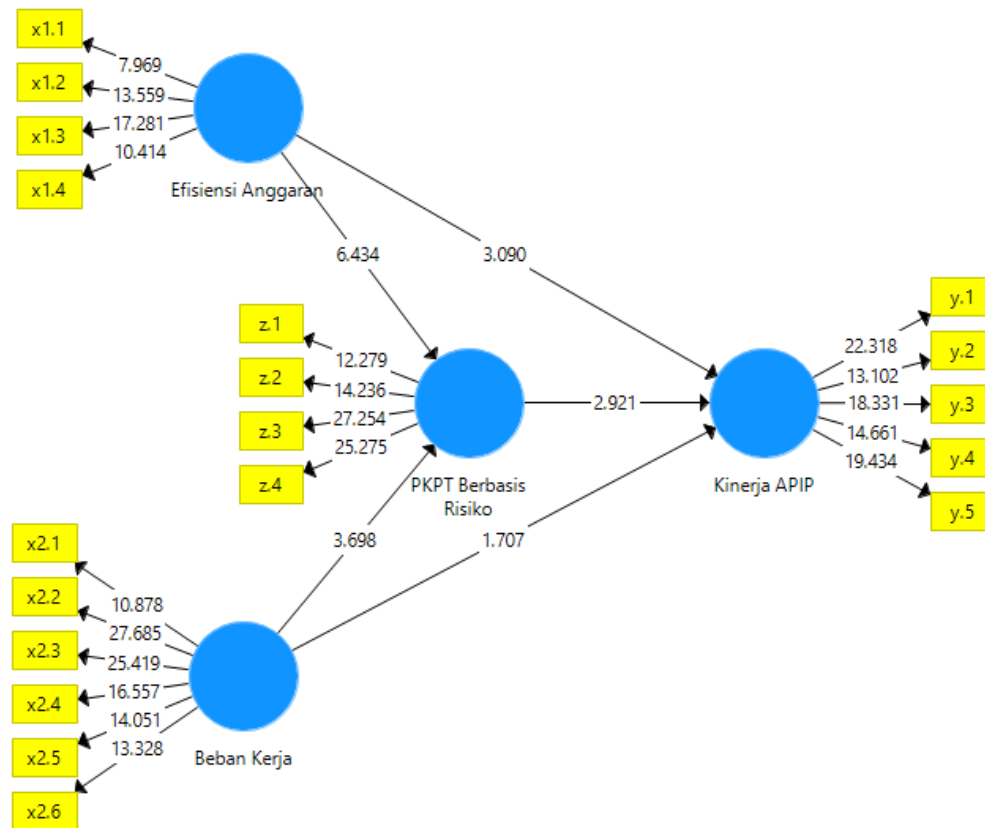 x1.1
7.969
x1.2
13.559
x1.3
17.281
10.414
x1.4
Efisiensi Anggaran
6.434
3.090
z.1
12.279
z.2
14.236
z.3
27.254
25.275
z.4
PKPT Berbasis
Risiko
2.921
y.1
22.318
y.2
13.102
y.3
18.331
14.661
y.4
19.434
y.5
Kinerja APIP
3.698
1.707
x2.1
10.878
x2.2
27.685
x2.3
25.419
16.557
x2.4
14.051
x2.5
13.328
x2.6
Beban Kerja